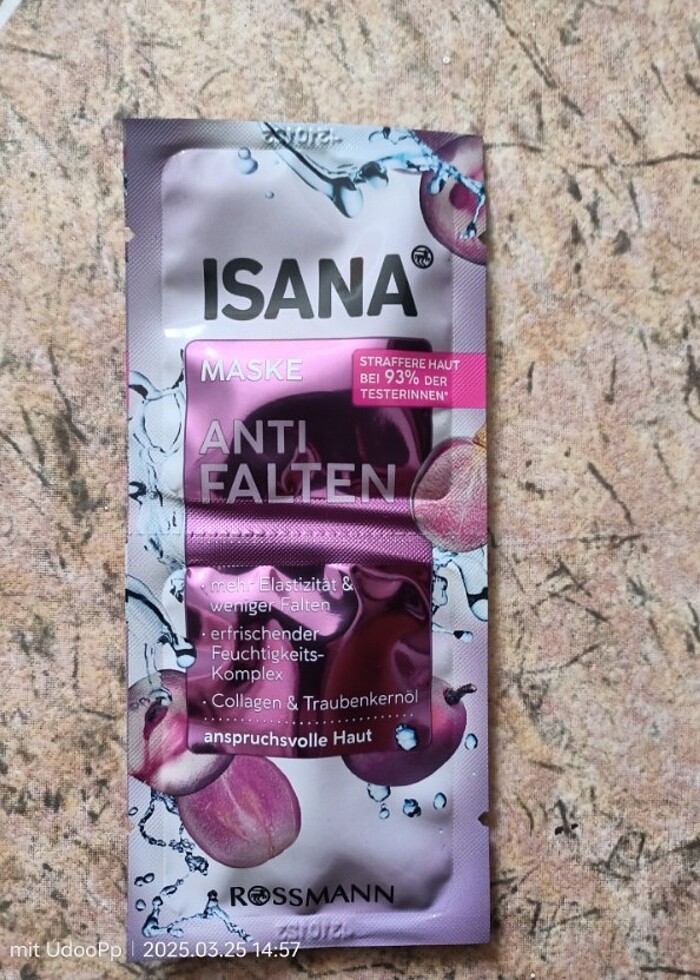 ISANA
MASKE
STRAFFERE HAUT
BEI 93% DER
TESTERINNEN*
ANTI
FALTEN
· mehr Elastizität &
weniger Falten
· erfrischender
Feuchtigkeits-
Komplex
· Collagen & Traubenkernöl
anspruchsvolle Haut
ROSSMANN
mit UdooPp | 2025.03.25 14:57